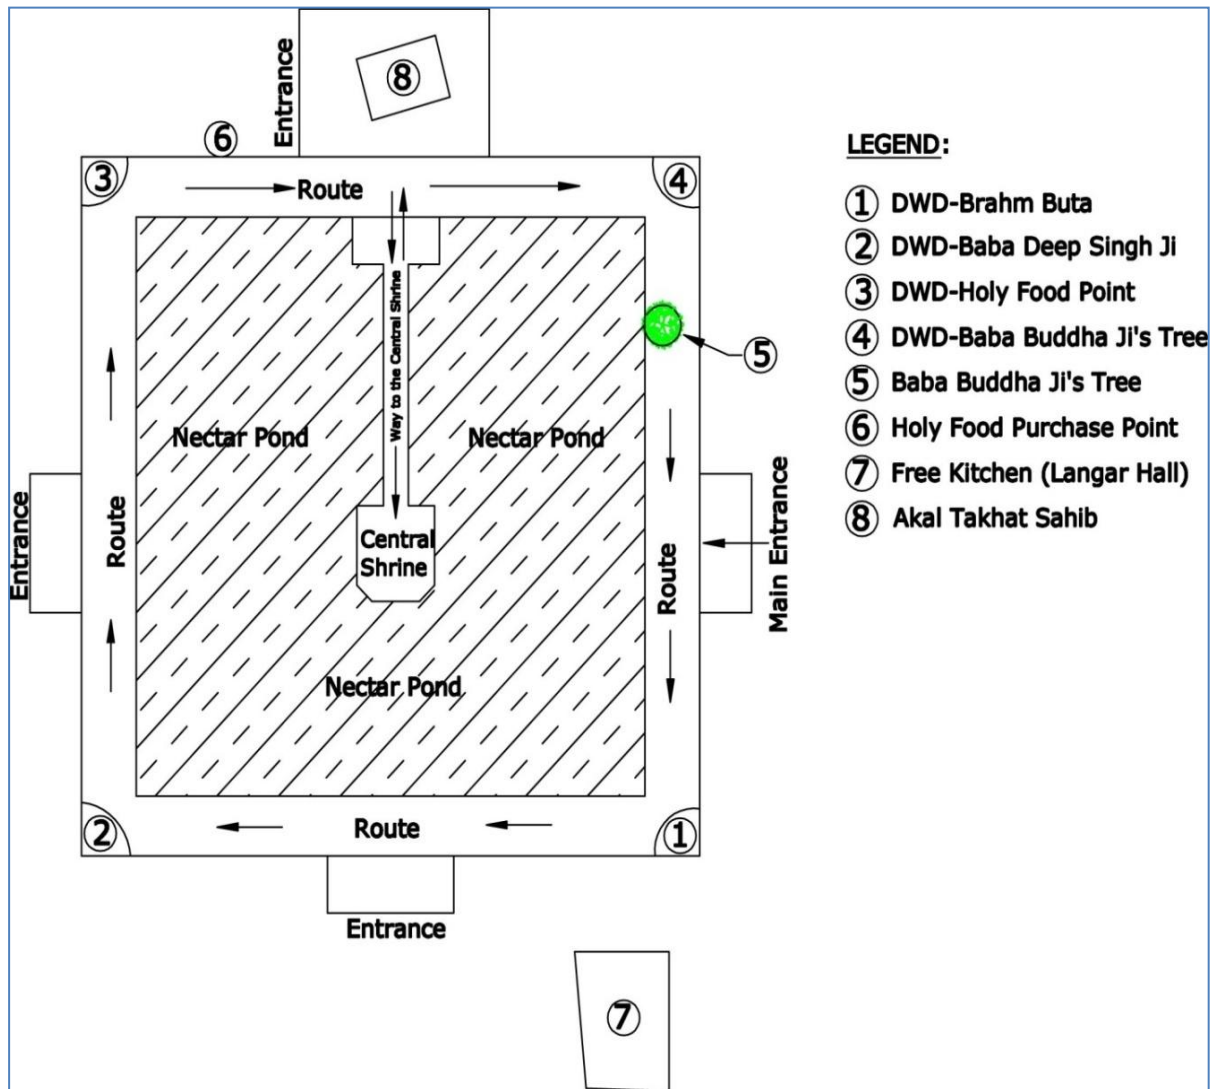 Entrance
8
6
3
Route
4
Way to the Central Shrine
5
Nectar Pond
Nectar Pond
Entrance
Route
Central
Shrine
Route
Main Entrance
Nectar Pond
2
Route
1
Entrance
7
LEGEND:
1 DWD-Brahm Buta
2 DWD-Baba Deep Singh Ji
3 DWD-Holy Food Point
4 DWD-Baba Buddha Ji's Tree
5 Baba Buddha Ji's Tree
6 Holy Food Purchase Point
7 Free Kitchen (Langar Hall)
8 Akal Takhat Sahib